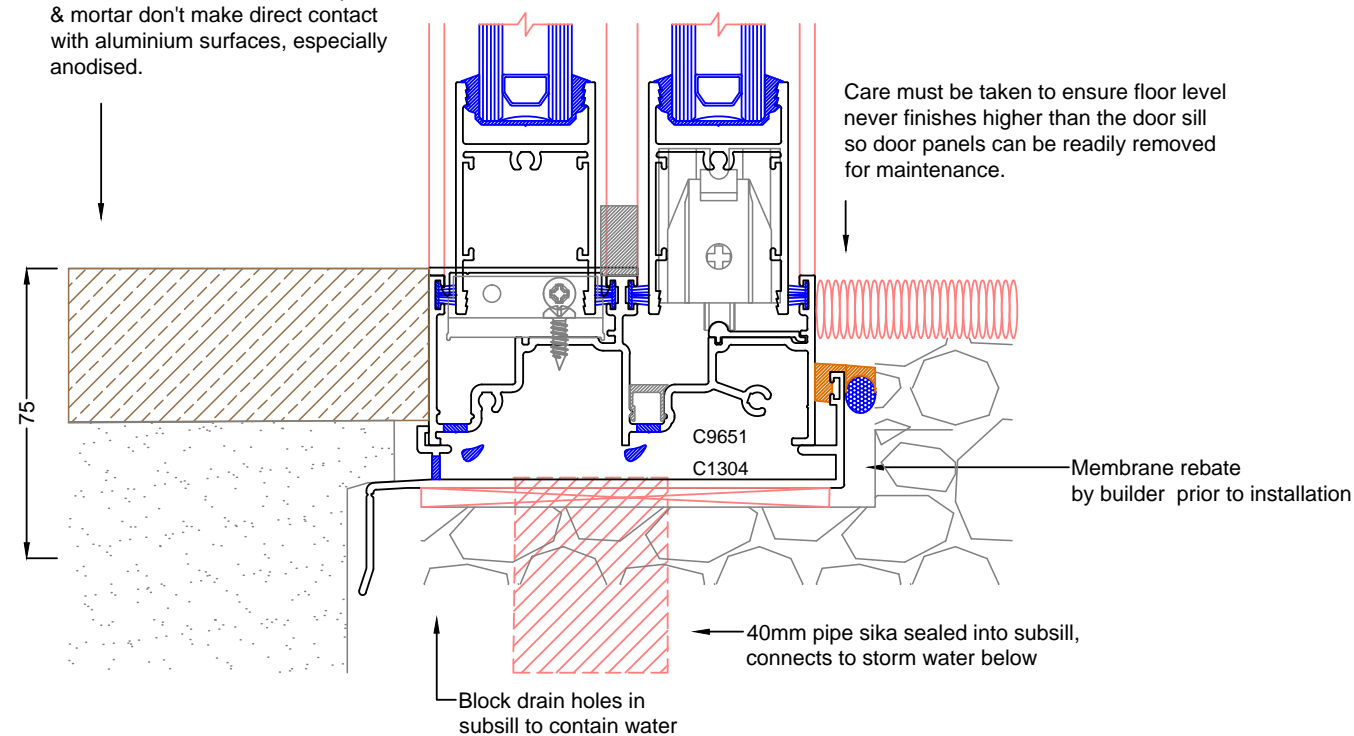 & mortar don't make direct contact
with aluminium surfaces, especially
anodised.
Care must be taken to ensure floor level
never finishes higher than the door sill
so door panels can be readily removed
for maintenance.
75
C9651
C1304
Membrane rebate
by builder prior to installation
40mm pipe sika sealed into subsill,
connects to storm water below
Block drain holes in
subsill to contain water